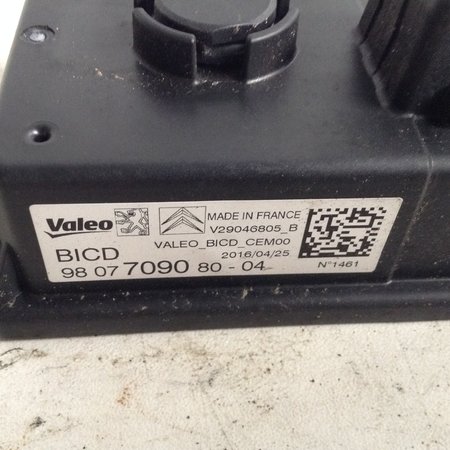 Valeo MADE IN FRANCE
V29046805_B
BICD VALEO_BICD_CEM00
2016/04/25
98 07 7090 80-04 N°1461